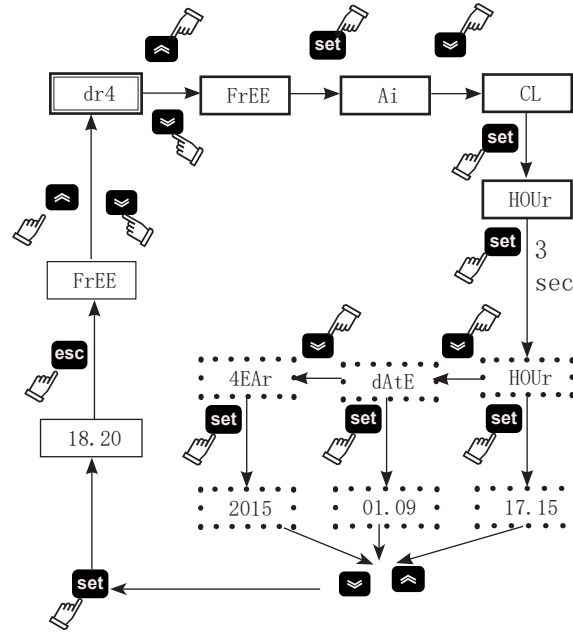 set
dr4
FrEE
Ai
CL
set
HOUr
set
3
sec
FrEE
esc
4EAr
dAtE
HOUr
set
set
set
18.20
2015
01.09
17.15
set